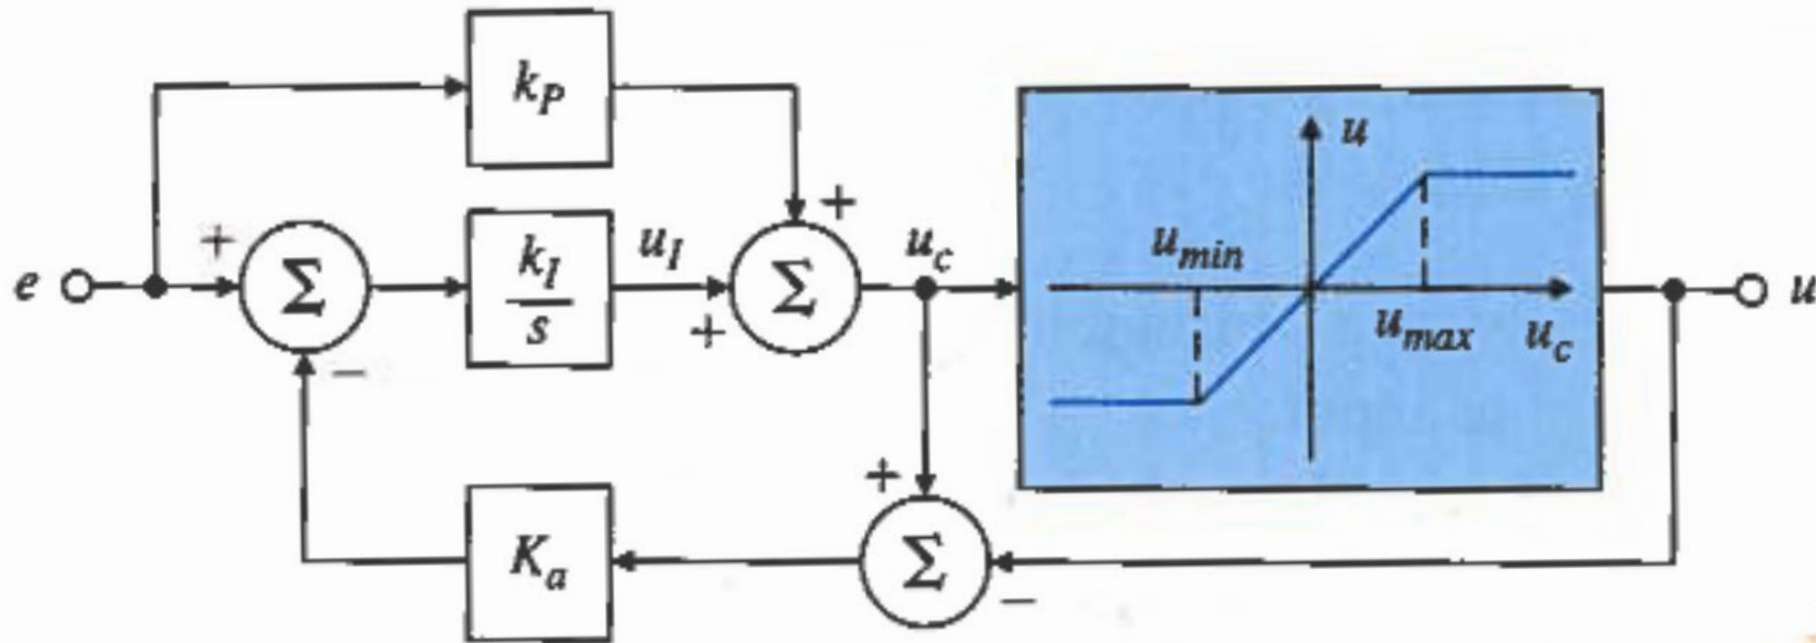 k_P
+
u
+
k_I
s
u_I
+
u_c
u_min
e
Σ
Σ
u
−
+
u_max
u_c
+
K_a
Σ
−